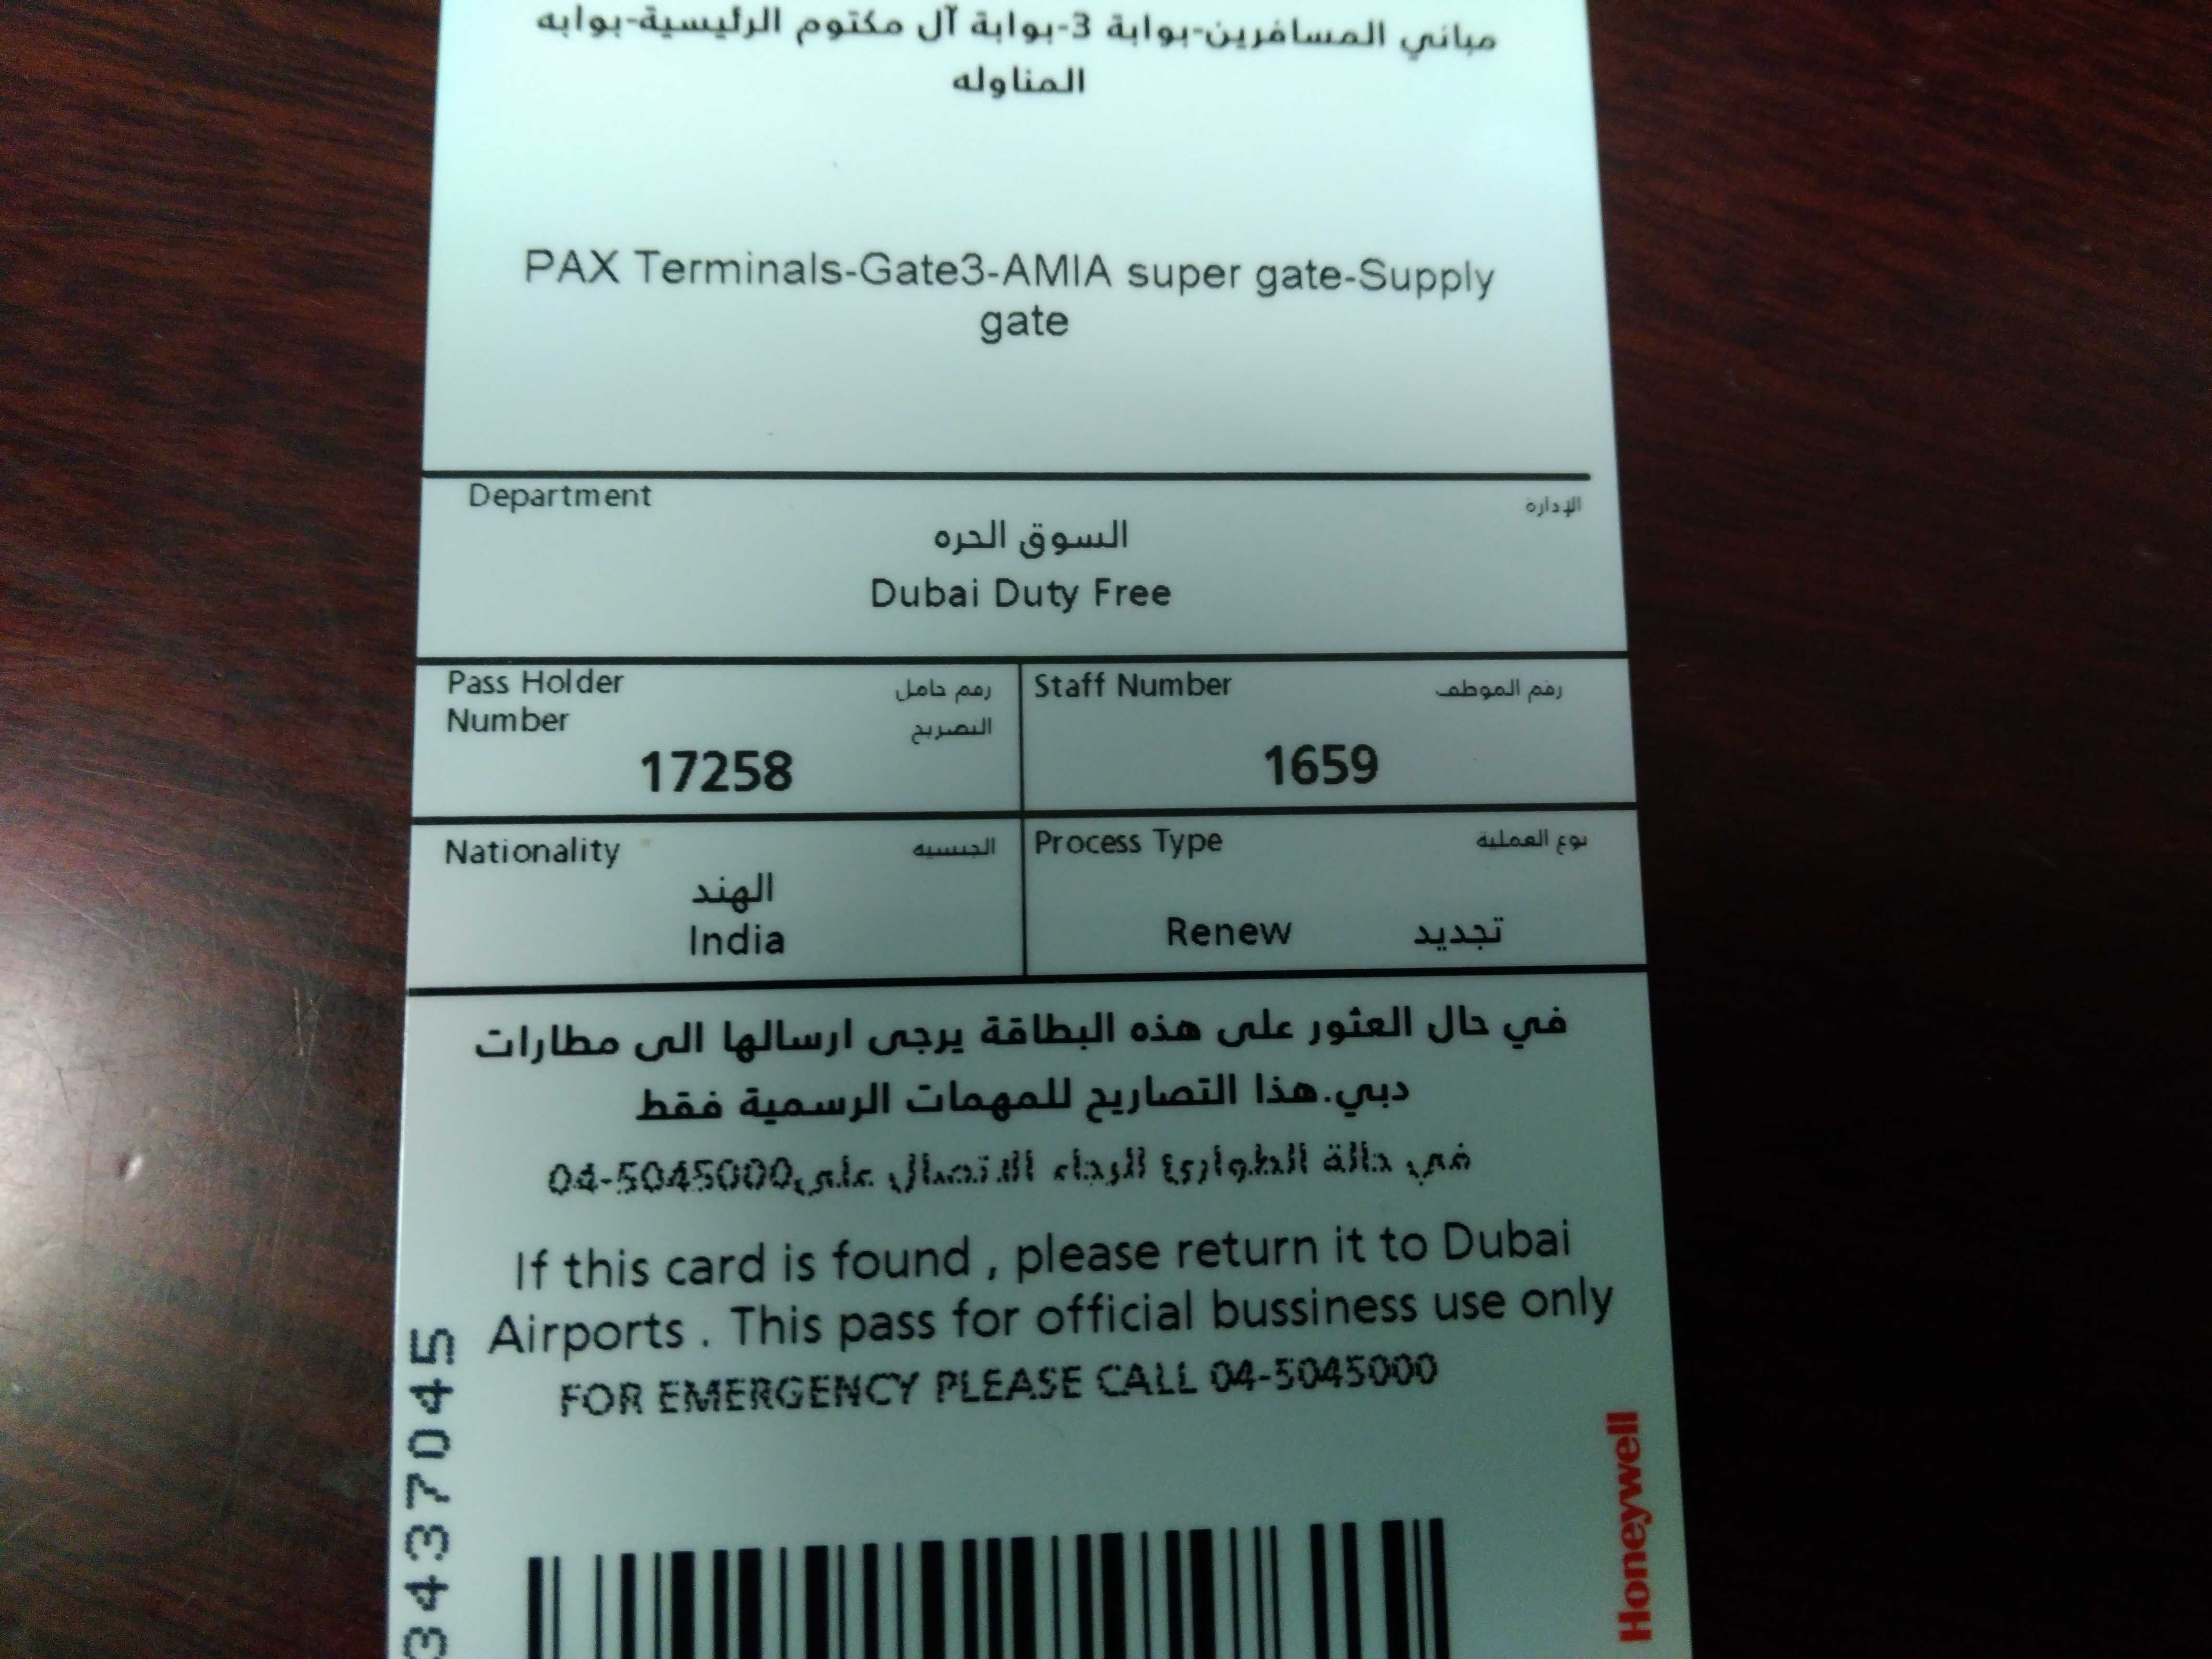 مباني المسافرين-بوابة 3-بوابة آل مكتوم الرئيسية-بوابه
المناوله
PAX Terminals-Gate3-AMIA super gate-Supply
gate
Department الإدارة
السوق الحره
Dubai Duty Free
Pass Holder رقم حامل
Number التصريح
17258
Staff Number رقم الموظف
1659
Nationality الجنسيه
الهند
India
Process Type نوع العملية
Renew تجديد
في حال العثور على هذه البطاقة يرجى ارسالها الى مطارات
دبي.هذا التصاريح للمهمات الرسمية فقط
في حالة الطوارئ الرجاء الاتصال على 04-5045000
If this card is found , please return it to Dubai
Airports . This pass for official bussiness use only
FOR EMERGENCY PLEASE CALL 04-5045000
3437045
Honeywell